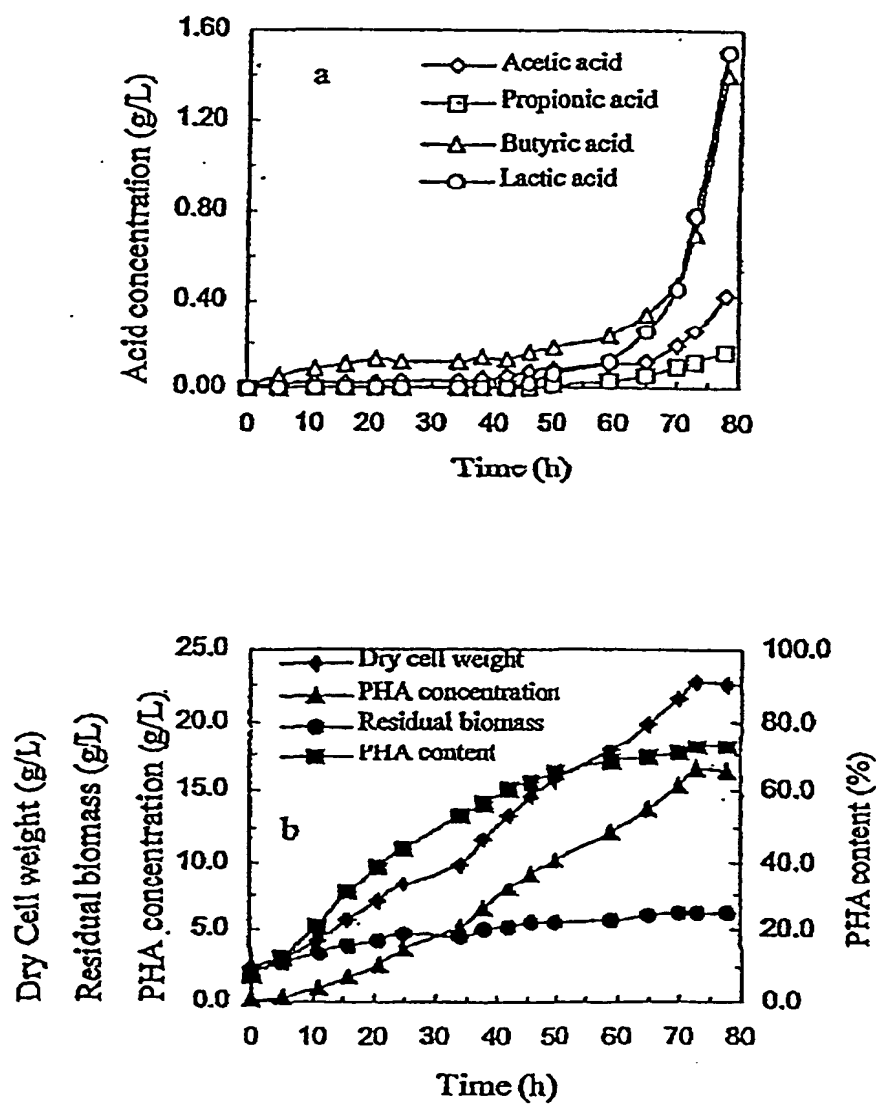 1.60
1.20
0.80
0.40
0.00
Acid concentration (g/L)
a
Acetic acid
Propionic acid
Butyric acid
Lactic acid
0 10 20 30 40 50 60 70 80
Time (h)
25.0
20.0
15.0
10.0
5.0
0.0
Dry Cell weight (g/L)
Residual biomass (g/L)
PHA concentration (g/L)
Dry cell weight
PHA concentration
Residual biomass
PHA content
b
100.0
80.0
60.0
40.0
20.0
0.0
PHA content (%)
0 10 20 30 40 50 60 70 80
Time (h)